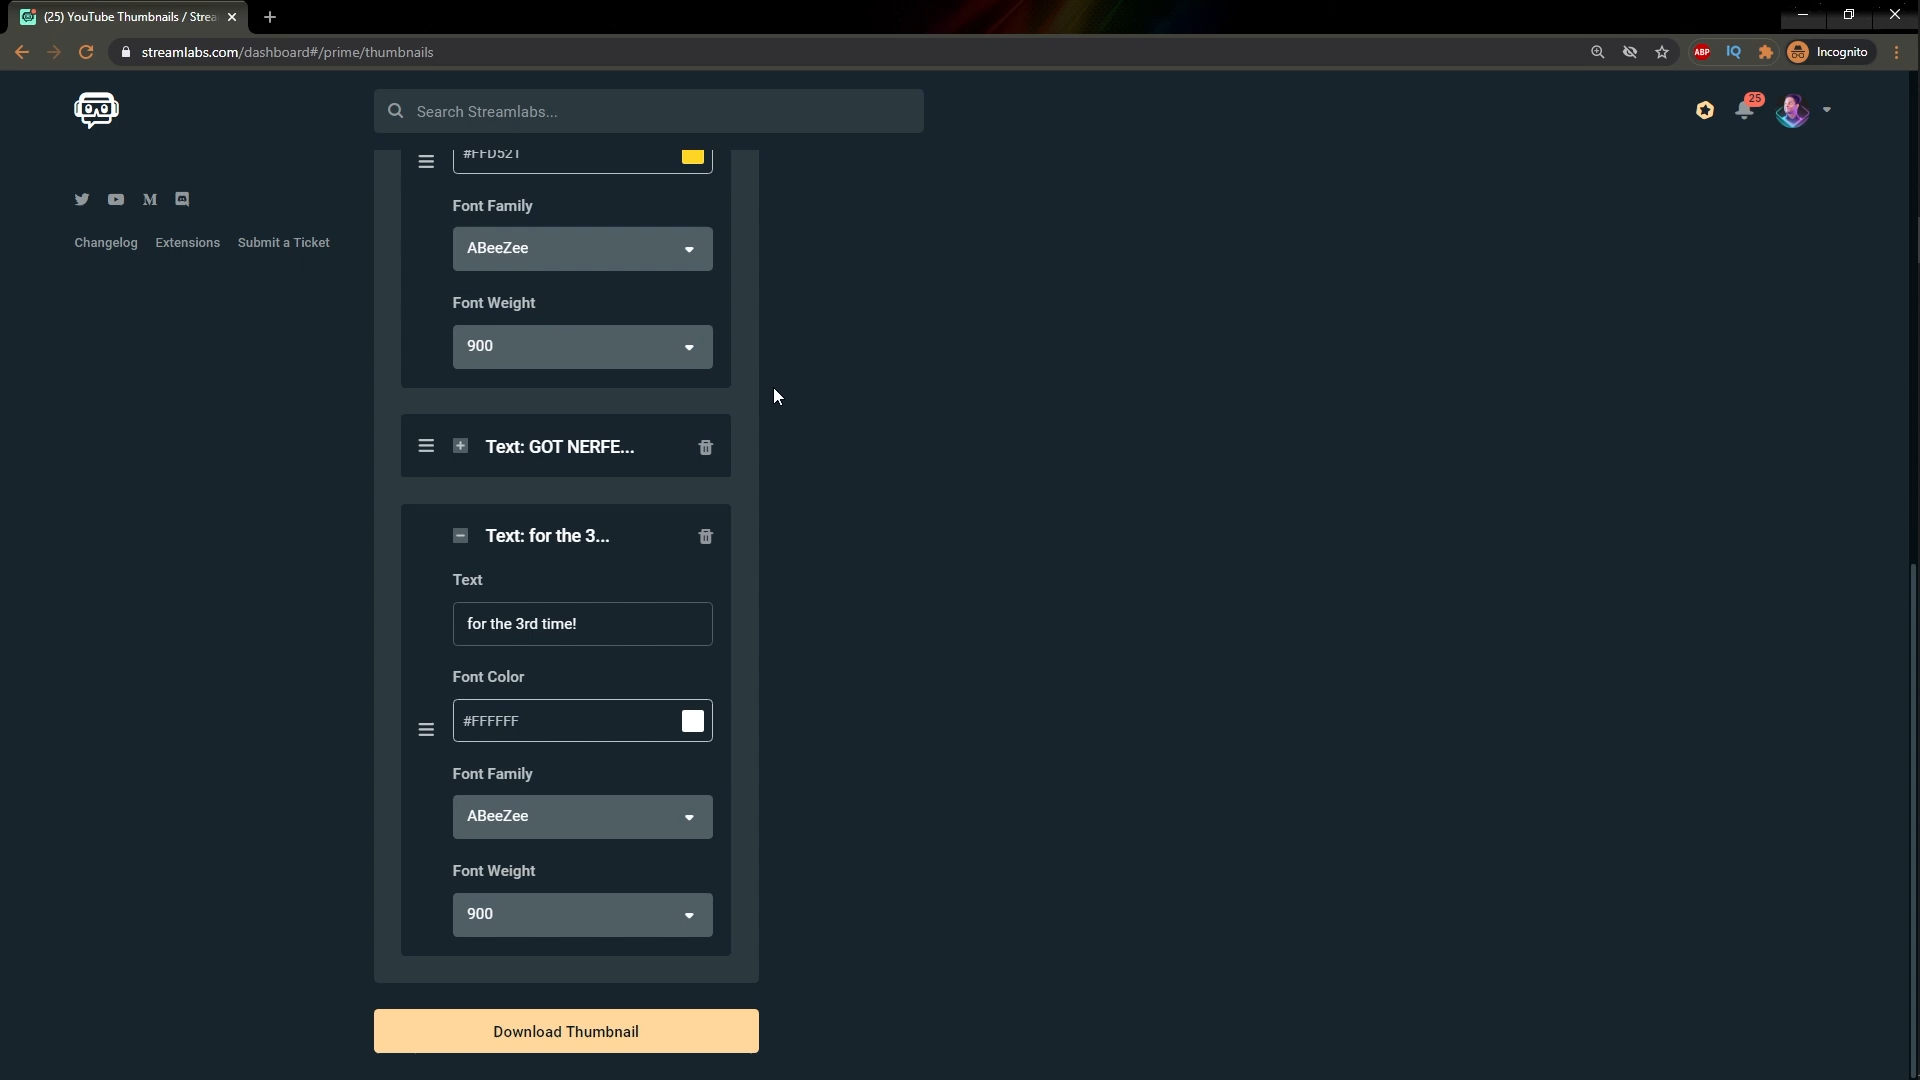 (25) YouTube Thumbnails / Strea
streamlabs.com/dashboard#/prime/thumbnails
ABP
IQ
Incognito
Search Streamlabs...
25
#FFD521
Changelog
Extensions
Submit a Ticket
Font Family
ABeeZee
Font Weight
900
Text: GOT NERFE...
Text: for the 3...
Text
for the 3rd time!
Font Color
#FFFFFF
Font Family
ABeeZee
Font Weight
900
Download Thumbnail